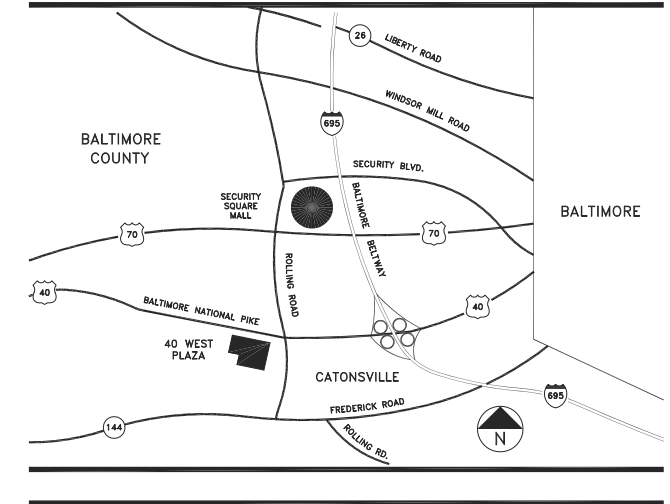 26
LIBERTY ROAD
WINDSOR MILL ROAD
695
BALTIMORE
COUNTY
SECURITY BLVD.
SECURITY
SQUARE
MALL
BALTIMORE
BELTWAY
BALTIMORE
70
70
ROLLING ROAD
40
BALTIMORE NATIONAL PIKE
40
40 WEST
PLAZA
CATONSVILLE
695
FREDERICK ROAD
144
ROLLING RD.
N